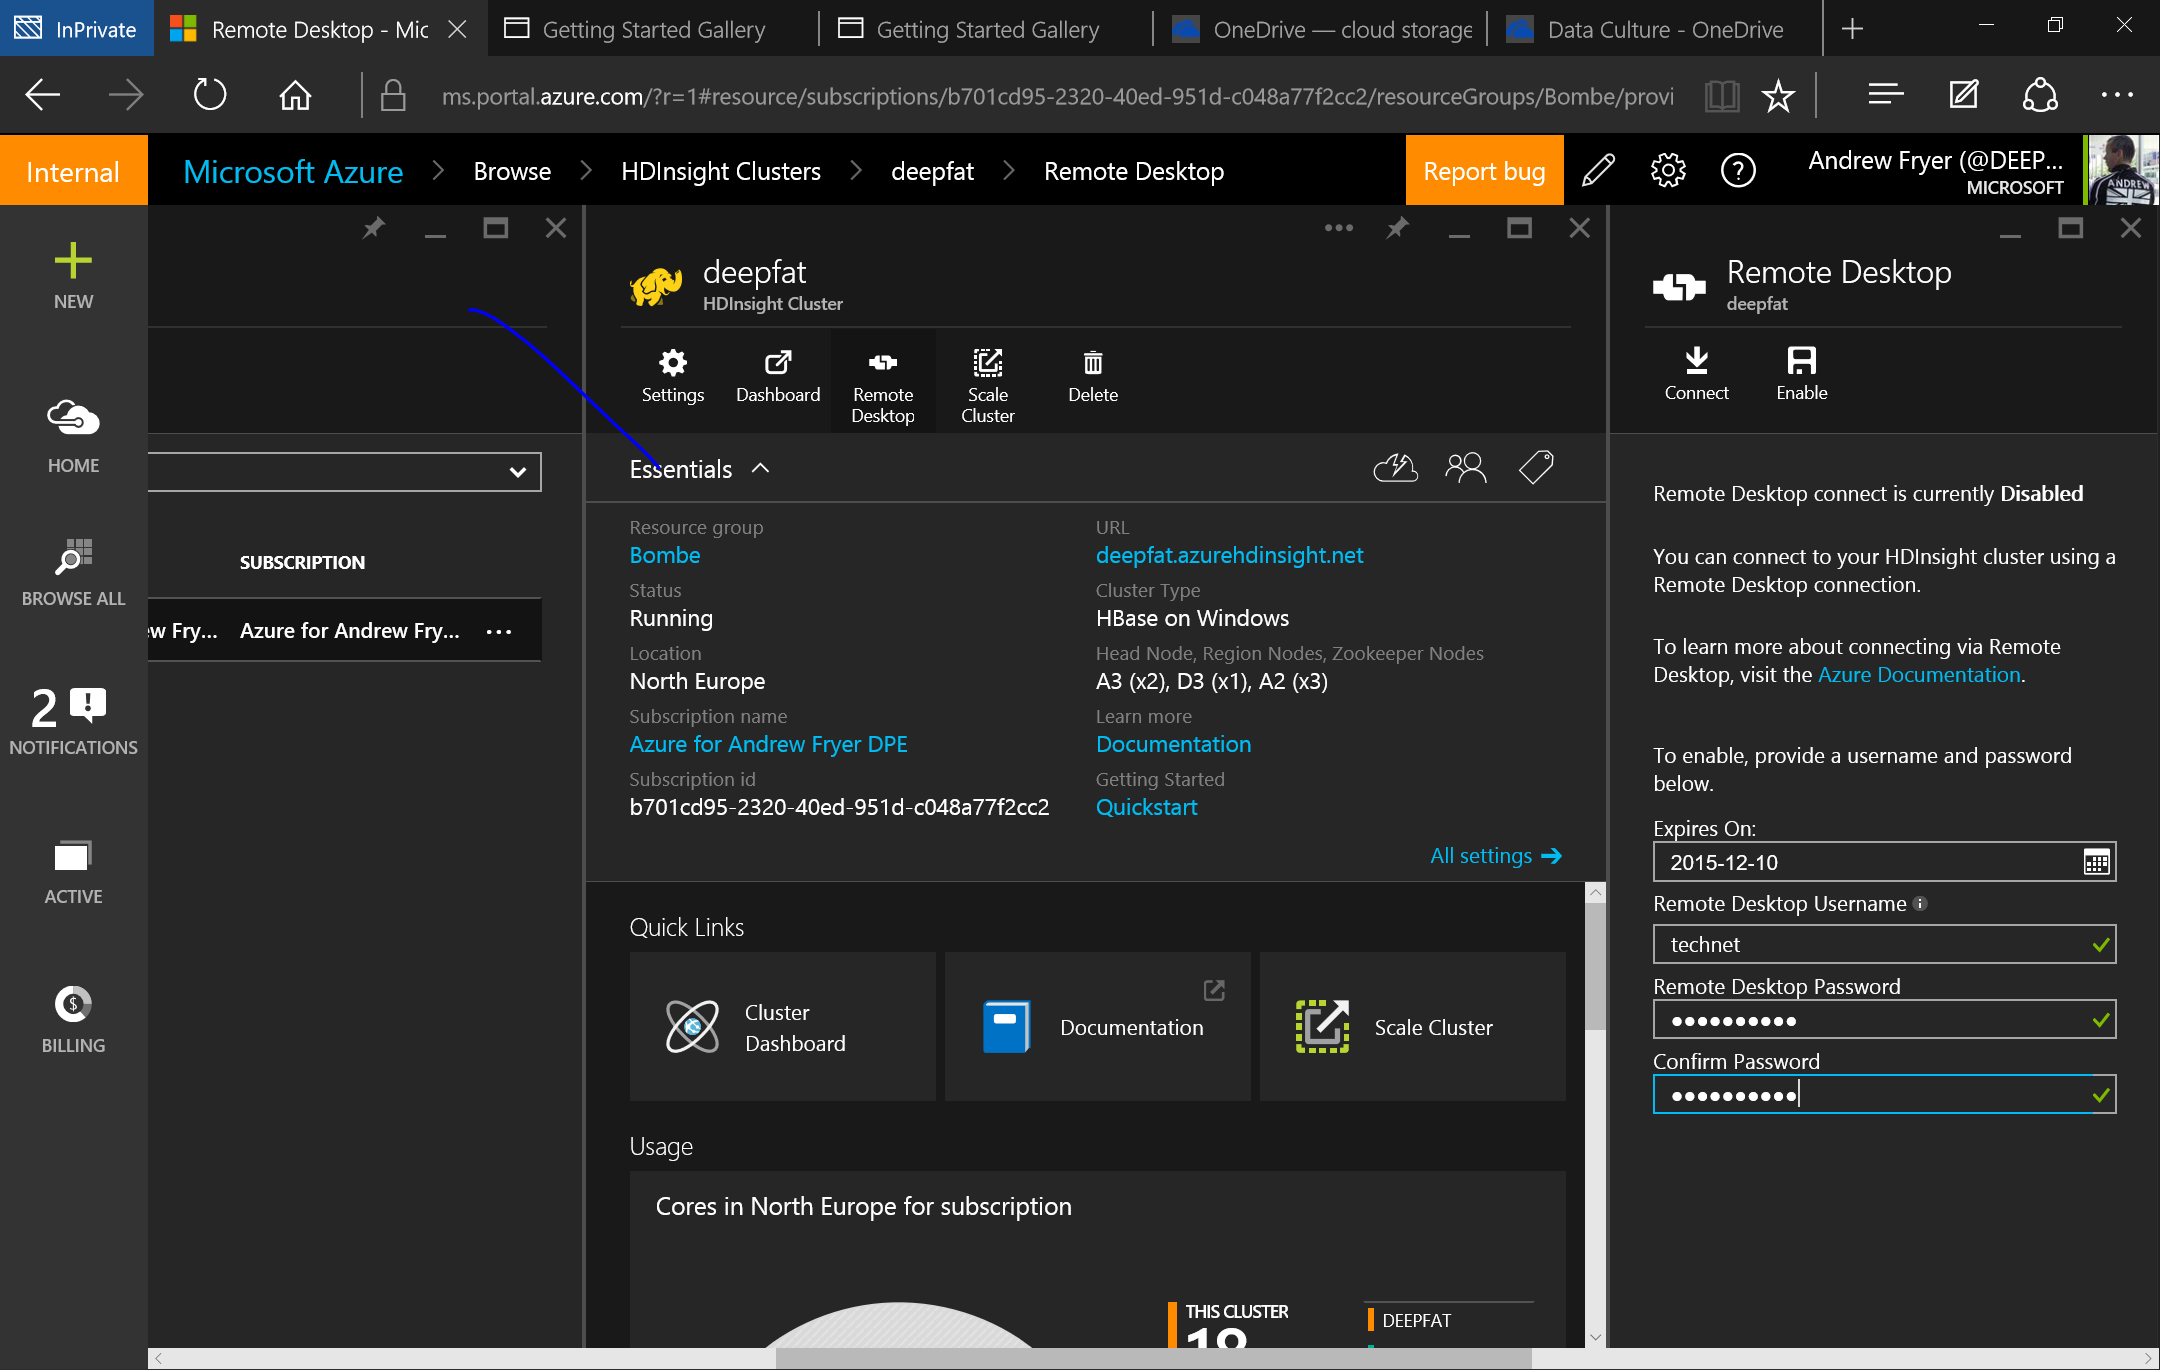 InPrivate
Remote Desktop - Mic
Getting Started Gallery
Getting Started Gallery
OneDrive — cloud storage
Data Culture - OneDrive
ms.portal.azure.com/?r=1#resource/subscriptions/b701cd95-2320-40ed-951d-c048a77f2cc2/resourceGroups/Bombe/provi
Internal
Microsoft Azure
Browse
HDInsight Clusters
deepfat
Remote Desktop
Report bug
Andrew Fryer (@DEEP...
MICROSOFT
ANDREW
NEW
HOME
BROWSE ALL
2
NOTIFICATIONS
ACTIVE
BILLING
SUBSCRIPTION
ew Fry...
Azure for Andrew Fry...
deepfat
HDInsight Cluster
Settings
Dashboard
Remote
Desktop
Scale
Cluster
Delete
Essentials
Resource group
Bombe
Status
Running
Location
North Europe
Subscription name
Azure for Andrew Fryer DPE
Subscription id
b701cd95-2320-40ed-951d-c048a77f2cc2
URL
deepfat.azurehdinsight.net
Cluster Type
HBase on Windows
Head Node, Region Nodes, Zookeeper Nodes
A3 (x2), D3 (x1), A2 (x3)
Learn more
Documentation
Getting Started
Quickstart
All settings
Quick Links
Cluster
Dashboard
Documentation
Scale Cluster
Usage
Cores in North Europe for subscription
THIS CLUSTER
DEEPFAT
Remote Desktop
deepfat
Connect
Enable
Remote Desktop connect is currently Disabled
You can connect to your HDInsight cluster using a
Remote Desktop connection.
To learn more about connecting via Remote
Desktop, visit the Azure Documentation.
To enable, provide a username and password
below.
Expires On:
2015-12-10
Remote Desktop Username
technet
Remote Desktop Password
••••••••••
Confirm Password
••••••••••